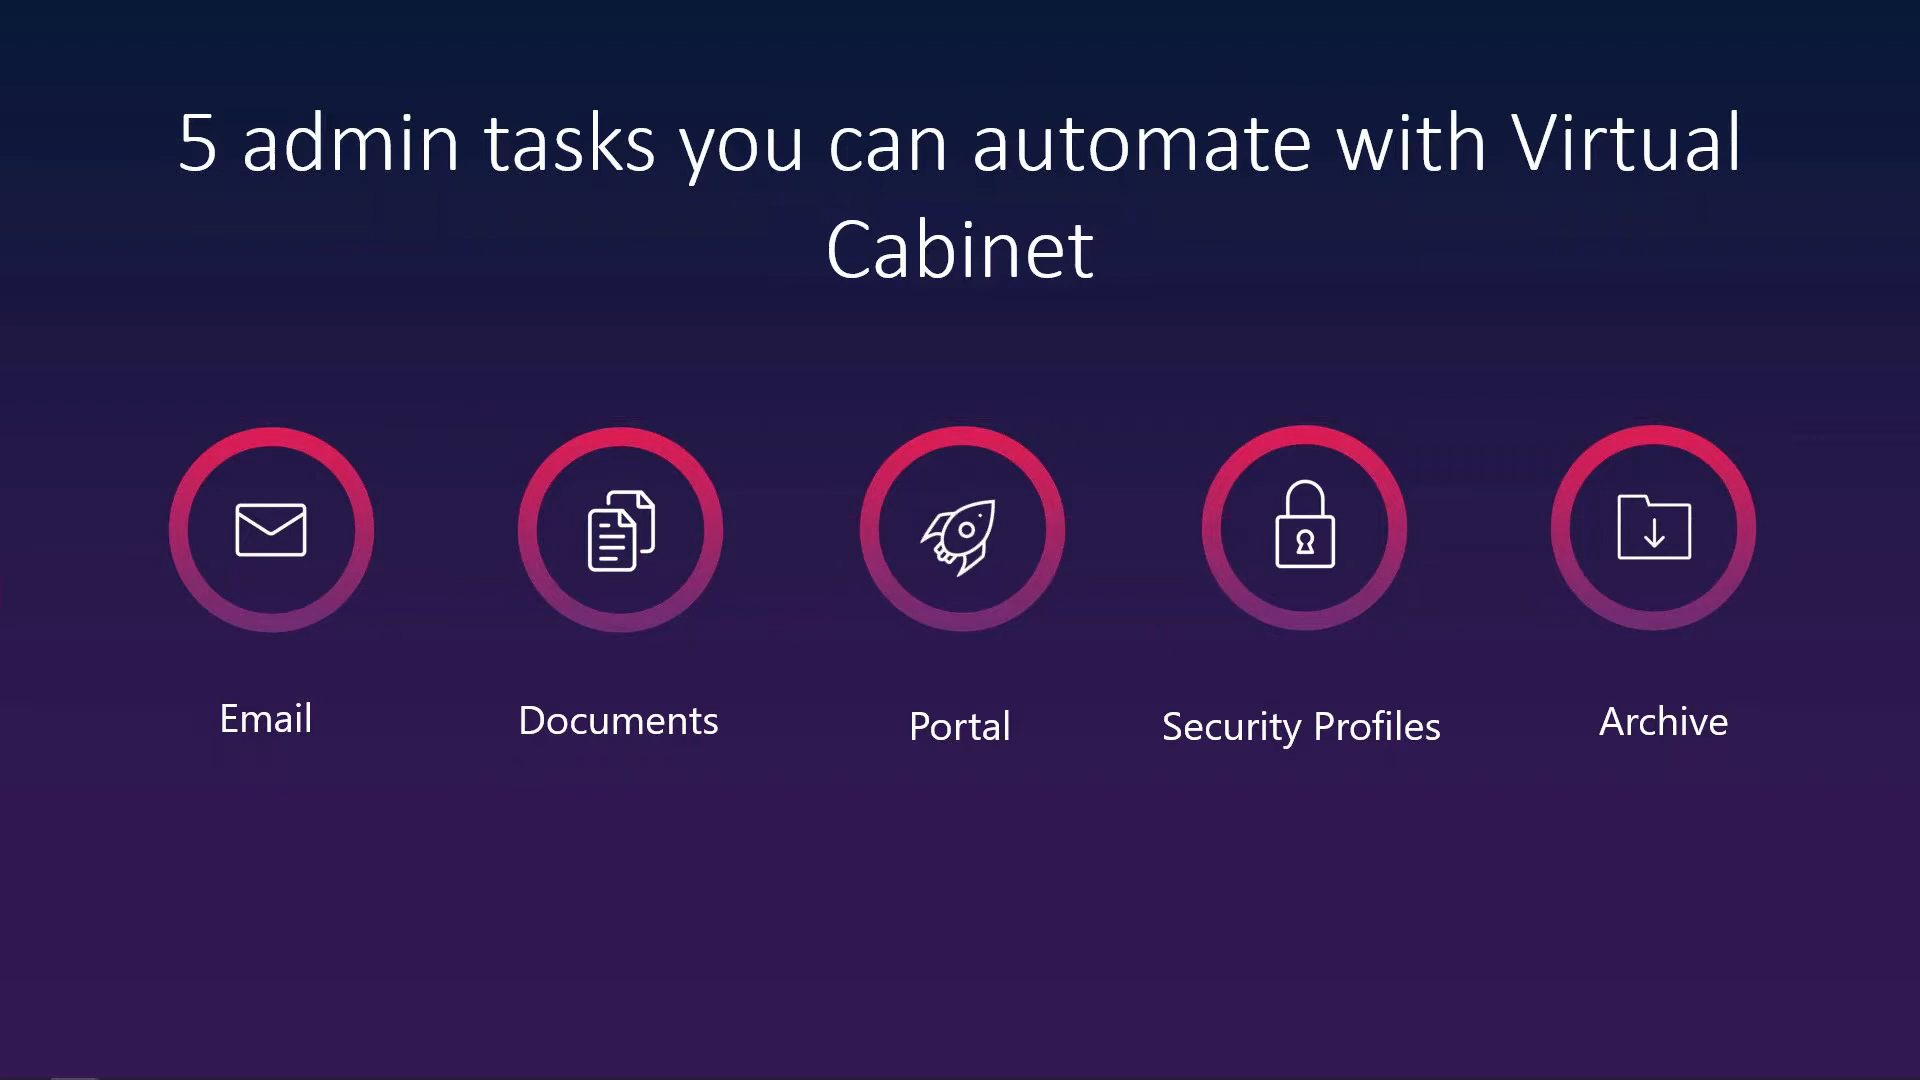 5 admin tasks you can automate with Virtual
Cabinet
Email
Documents
Portal
Security Profiles
Archive